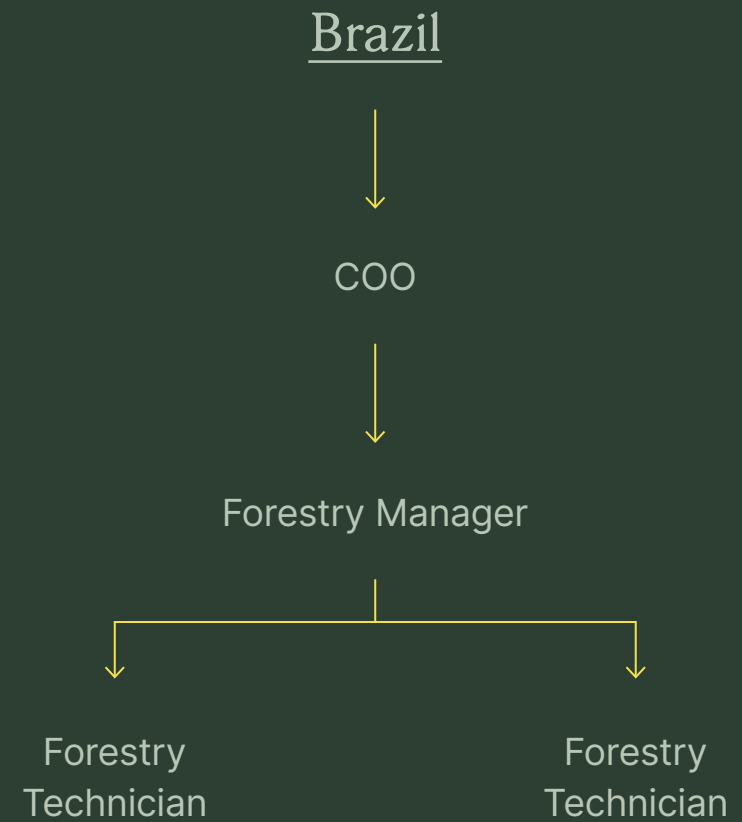 Brazil
COO
Forestry Manager
Forestry
Technician
Forestry
Technician